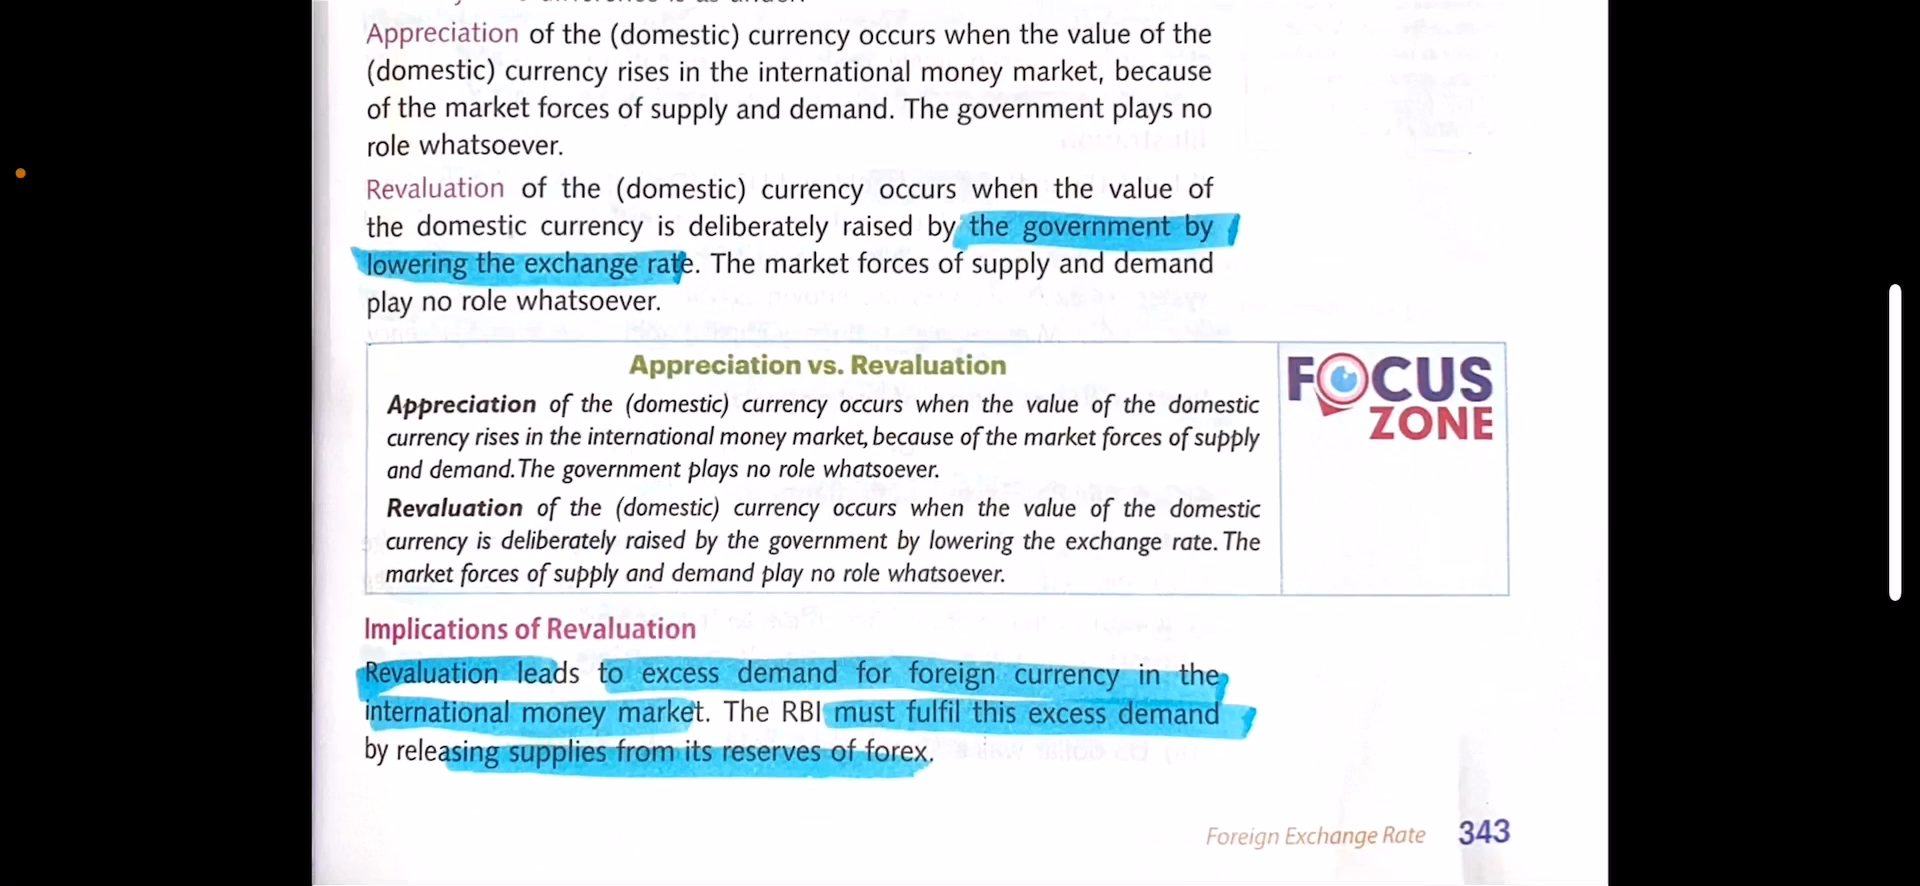 Appreciation of the (domestic) currency occurs when the value of the
(domestic) currency rises in the international money market, because
of the market forces of supply and demand. The government plays no
role whatsoever.
Revaluation of the (domestic) currency occurs when the value of
the domestic currency is deliberately raised by the government by
lowering the exchange rate. The market forces of supply and demand
play no role whatsoever.
Appreciation vs. Revaluation
Appreciation of the (domestic) currency occurs when the value of the domestic
currency rises in the international money market, because of the market forces of supply
and demand. The government plays no role whatsoever.
Revaluation of the (domestic) currency occurs when the value of the domestic
currency is deliberately raised by the government by lowering the exchange rate. The
market forces of supply and demand play no role whatsoever.
FOCUS
ZONE
Implications of Revaluation
Revaluation leads to excess demand for foreign currency in the
international money market. The RBI must fulfil this excess demand
by releasing supplies from its reserves of forex.
Foreign Exchange Rate 343